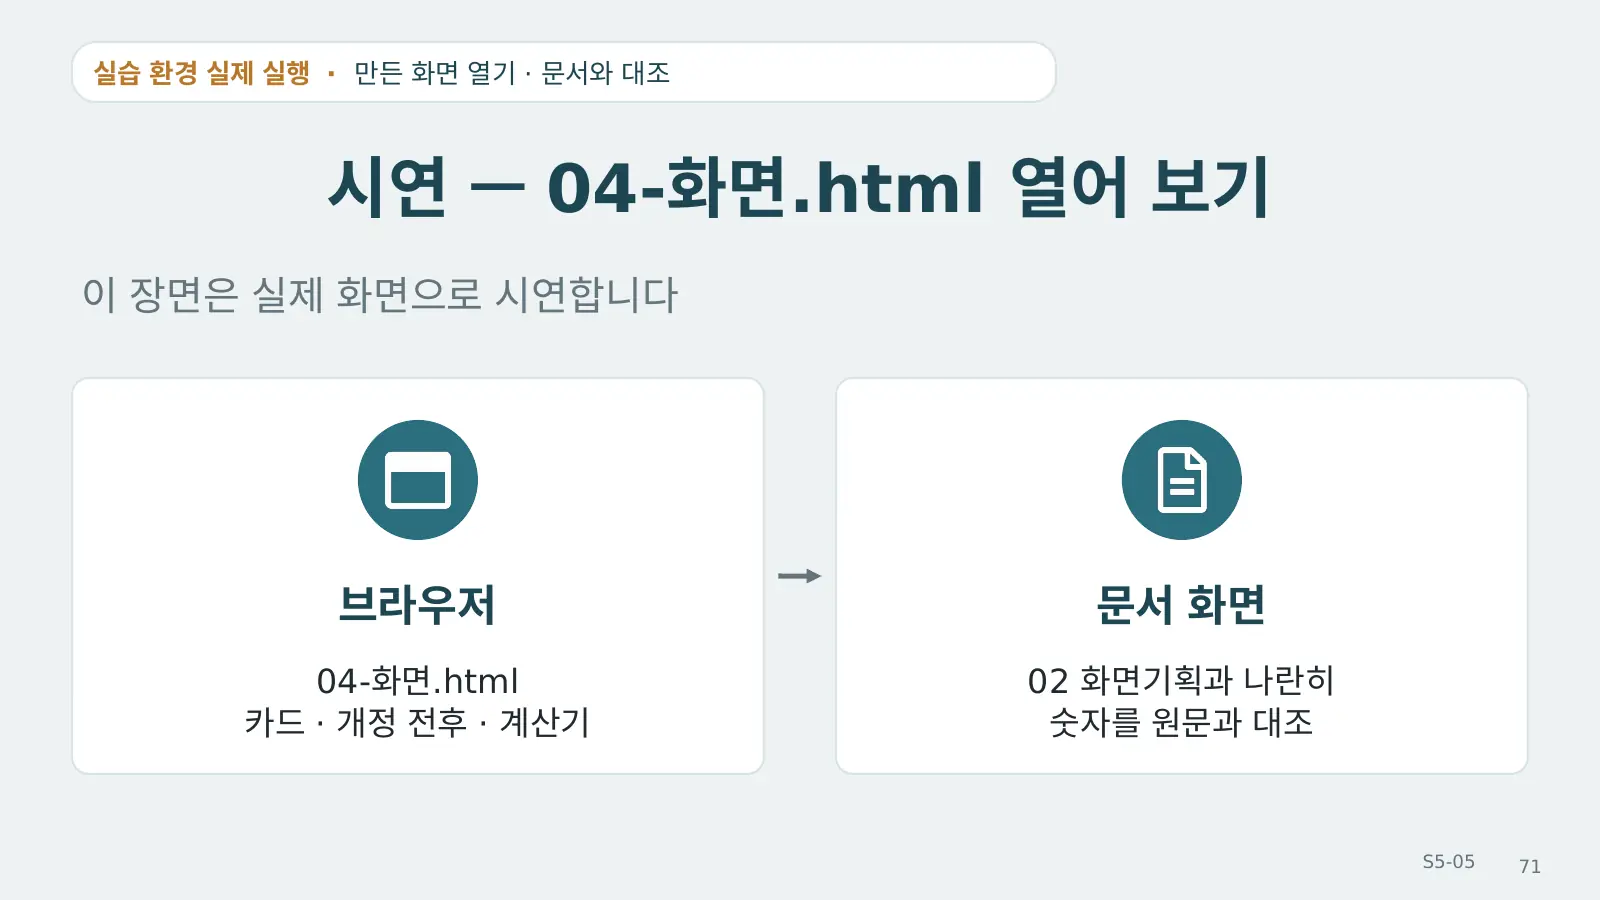 실습 환경 실제 실행 · 만든 화면 열기 · 문서와 대조
시연 — 04-화면.html 열어 보기
이 장면은 실제 화면으로 시연합니다
브라우저
04-화면.html
카드 · 개정 전후 · 계산기
문서 화면
02 화면기획과 나란히
숫자를 원문과 대조
S5-05
71